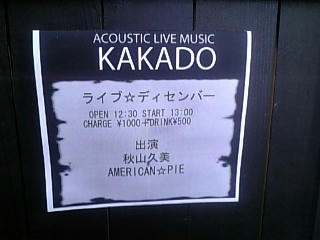 ACOUSTIC LIVE MUSIC
KAKADO
ライブ☆ディセンバー
OPEN 12:30 START 13:00
CHARGE ¥1000+DRINK¥500
出演
秋山久美
AMERICAN☆PIE